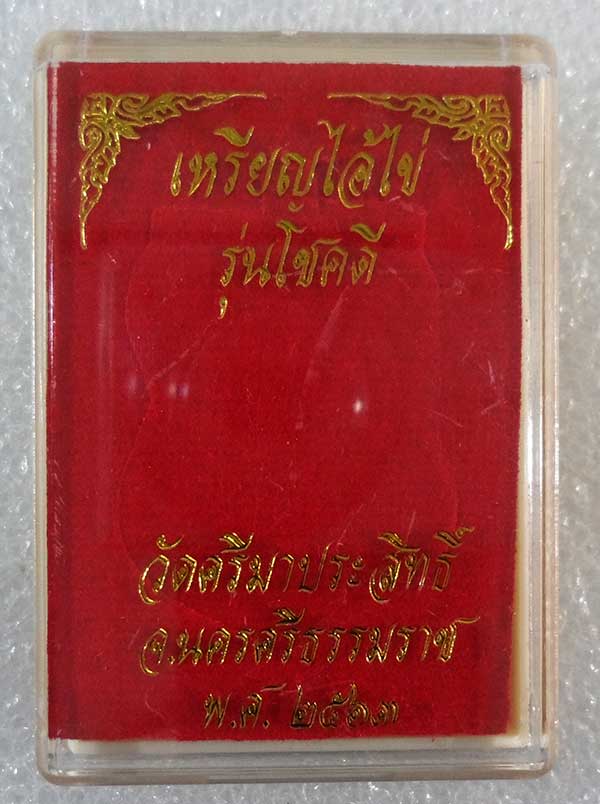 เหรียญไอ้ไข่
รุ่นโชคดี
วัดศรีมาประสิทธิ์
จ.นครศรีธรรมราช
พ.ศ. ๒๕๖๓